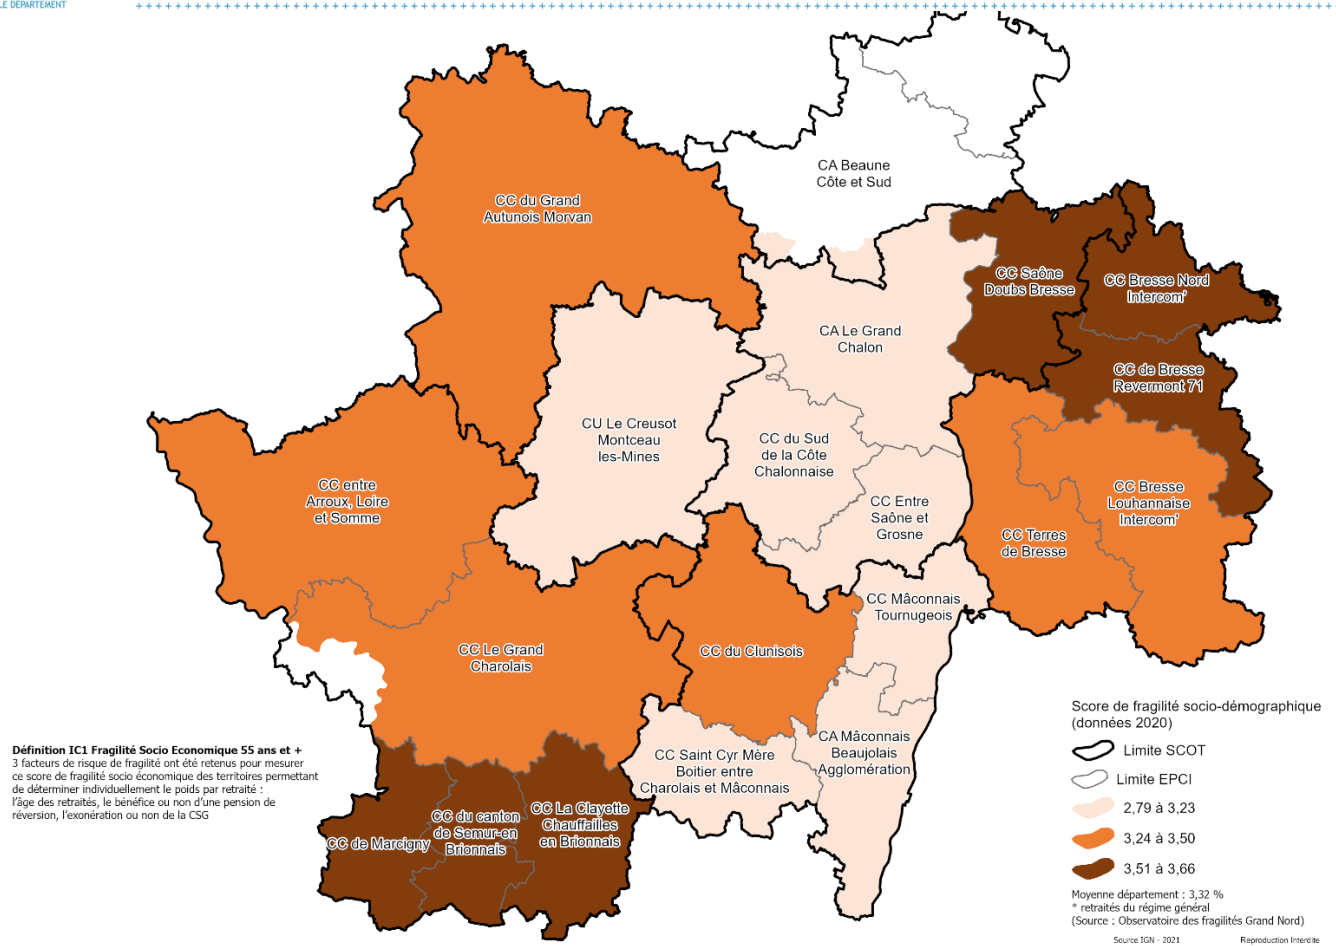 LE DÉPARTEMENT
CA Beaune
Côte et Sud
CC du Grand
Autunois Morvan
CC Saône
Doubs Bresse
CC Bresse Nord
Intercom'
CA Le Grand
Chalon
CC de Bresse
Revermont 71
CU Le Creusot
Montceau
les-Mines
CC du Sud
de la Côte
Chalonnaise
CC entre
Arroux, Loire
et Somme
CC Bresse
Louhannaise
Intercom'
CC Entre
Saône et
Grosne
CC Terres
de Bresse
CC Mâconnais
Tournugeois
CC Le Grand
Charolais
CC du Clunisois
CA Mâconnais
Beaujolais
Agglomération
CC Saint Cyr Mère
Boitier entre
Charolais et Mâconnais
CC La Clayette
Chauffailles
en Brionnais
CC du canton
de Semur-en
Brionnais
CC de Marcigny
Définition IC1 Fragilité Socio Economique 55 ans et +
3 facteurs de risque de fragilité ont été retenus pour mesurer
ce score de fragilité socio économique des territoires permettant
de déterminer individuellement le poids par retraité :
l'âge des retraités, le bénéfice ou non d'une pension de
réversion, l'exonération ou non de la CSG
Score de fragilité socio-démographique
(données 2020)
Limite SCOT
Limite EPCI
2,79 à 3,23
3,24 à 3,50
3,51 à 3,66
Moyenne département : 3,32 %
* retraités du régime général
(Source : Observatoire des fragilités Grand Nord)
Source IGN - 2021 Reproduction Interdite